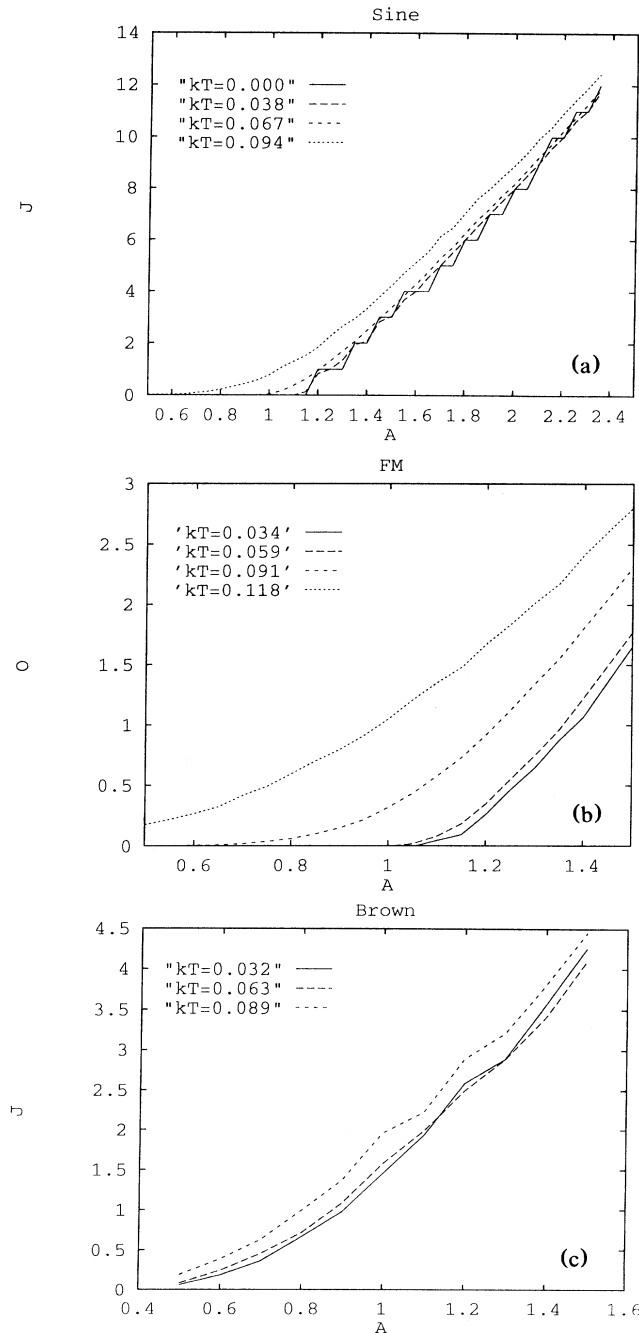 Sine
14
12
10
8
6
4
2
0
J
"kT=0.000"
"kT=0.038"
"kT=0.067"
"kT=0.094"
(a)
0.6 0.8 1 1.2 1.4 1.6 1.8 2 2.2 2.4
A
FM
3
2.5
2
1.5
1
0.5
0
O
'kT=0.034'
'kT=0.059'
'kT=0.091'
'kT=0.118'
(b)
0.6 0.8 1 1.2 1.4
A
Brown
4.5
4
3.5
3
2.5
2
1.5
1
0.5
0
J
"kT=0.032"
"kT=0.063"
"kT=0.089"
(c)
0.4 0.6 0.8 1 1.2 1.4 1.6
A